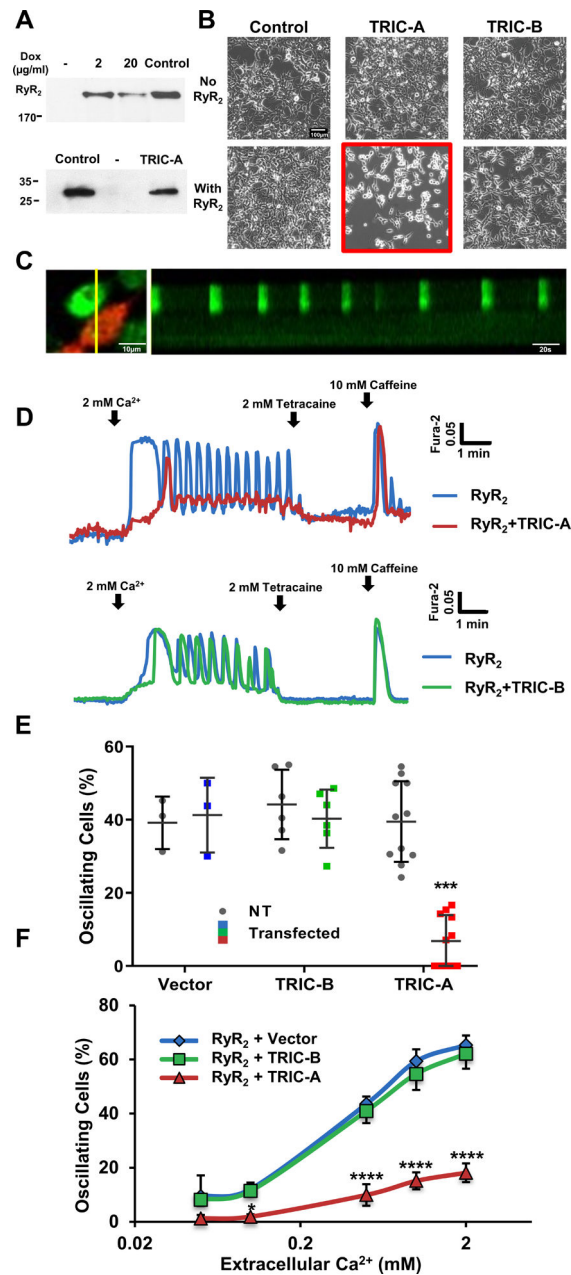 A
Dox
(µg/ml)
- 2 20 Control
RyR2
170-
Control - TRIC-A
35
25
B
Control TRIC-A TRIC-B
No
RyR2
100µm
With
RyR2
C
10µm
20s
D
2 mM Ca2+
2 mM Tetracaine
10 mM Caffeine
Fura-2
0.05
1 min
RyR2
RyR2+TRIC-A
2 mM Ca2+
2 mM Tetracaine
10 mM Caffeine
Fura-2
0.05
1 min
RyR2
RyR2+TRIC-B
E
Oscillating Cells (%)
60
40
20
0
***
NT
Transfected
Vector TRIC-B TRIC-A
F
Oscillating Cells (%)
80
60
40
20
0
RyR2 + Vector
RyR2 + TRIC-B
RyR2 + TRIC-A
* **** **** ****
0.02 0.2 2
Extracellular Ca2+ (mM)